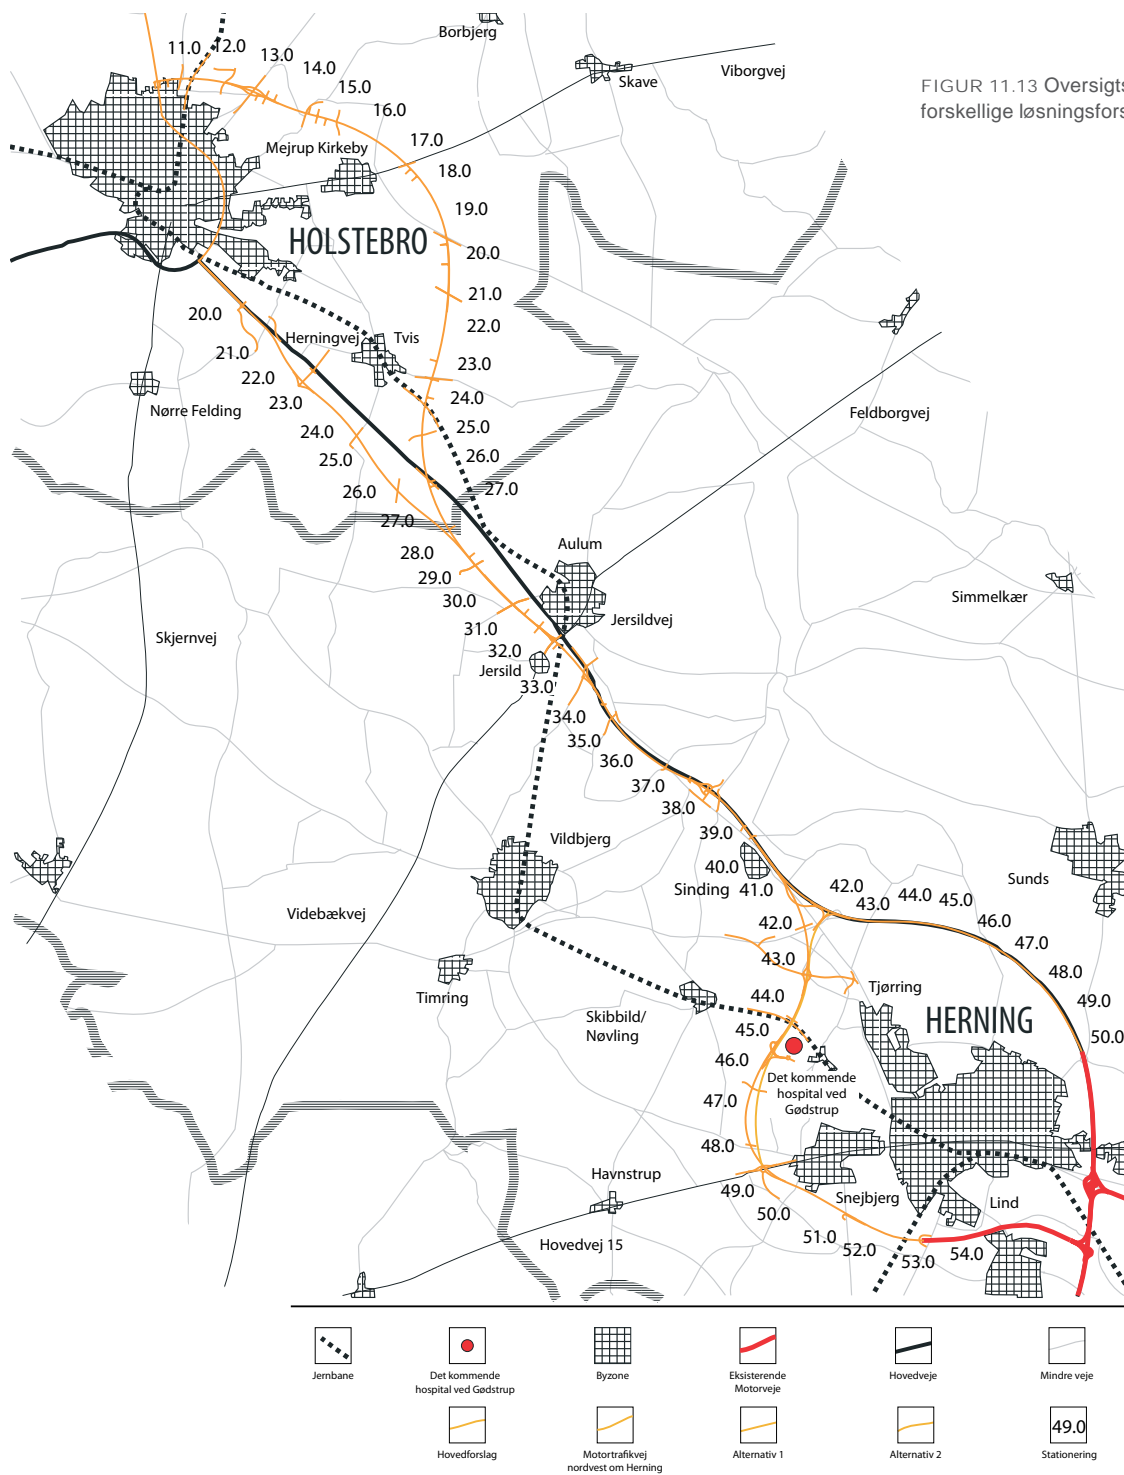 Borbjerg
11.0
12.0
13.0
14.0
15.0
16.0
Skave
Viborgvej
FIGUR 11.13 Oversigts
forskellige løsningsfors
17.0
Mejrup Kirkeby
18.0
19.0
HOLSTEBRO
20.0
21.0
20.0
22.0
Herningvej
Tvis
21.0
23.0
22.0
24.0
23.0
Nørre Felding
Feldborgvej
25.0
24.0
26.0
25.0
27.0
26.0
27.0
Aulum
28.0
29.0
Simmelkær
30.0
Jersildvej
31.0
Skjernvej
32.0
Jersild
33.0
34.0
35.0
36.0
37.0
38.0
39.0
Vildbjerg
40.0
Sinding
41.0
42.0
43.0
44.0
45.0
Sunds
46.0
Videbækvej
42.0
47.0
43.0
48.0
Timring
44.0
Tjørring
49.0
Skibbild/
Nøvling
45.0
HERNING
50.0
46.0
Det kommende
hospital ved
Gødstrup
47.0
48.0
Havnstrup
49.0
Snejbjerg
Lind
50.0
51.0
52.0
Hovedvej 15
53.0
54.0
Jernbane
Det kommende
hospital ved Gødstrup
Byzone
Eksisterende
Motorveje
Hovedveje
Mindre veje
49.0
Hovedforslag
Motortrafikvej
nordvest om Herning
Alternativ 1
Alternativ 2
Stationering